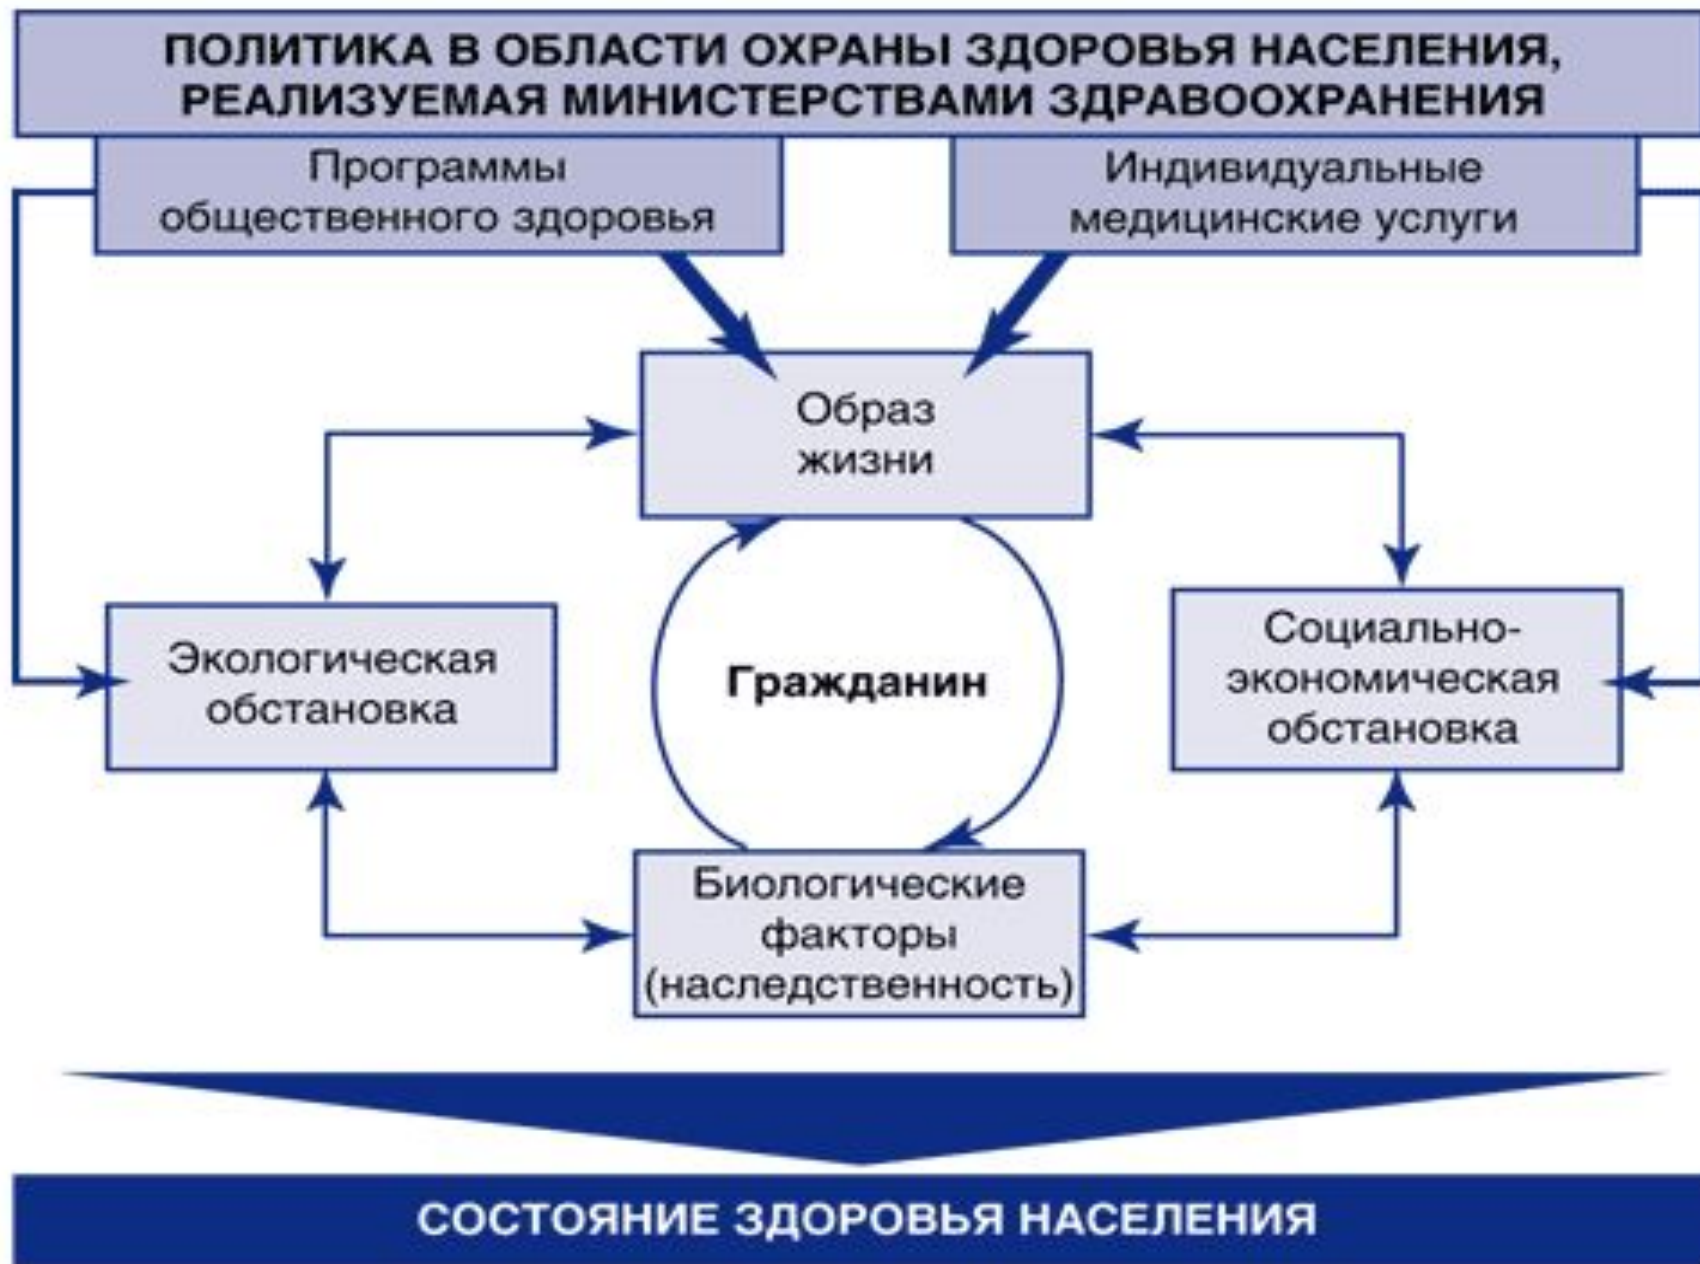 ПОЛИТИКА В ОБЛАСТИ ОХРАНЫ ЗДОРОВЬЯ НАСЕЛЕНИЯ,
РЕАЛИЗУЕМАЯ МИНИСТЕРСТВАМИ ЗДРАВООХРАНЕНИЯ
Программы
общественного здоровья
Индивидуальные
медицинские услуги
Образ
жизни
Экологическая
обстановка
Гражданин
Социально-
экономическая
обстановка
Биологические
факторы
(наследственность)
СОСТОЯНИЕ ЗДОРОВЬЯ НАСЕЛЕНИЯ